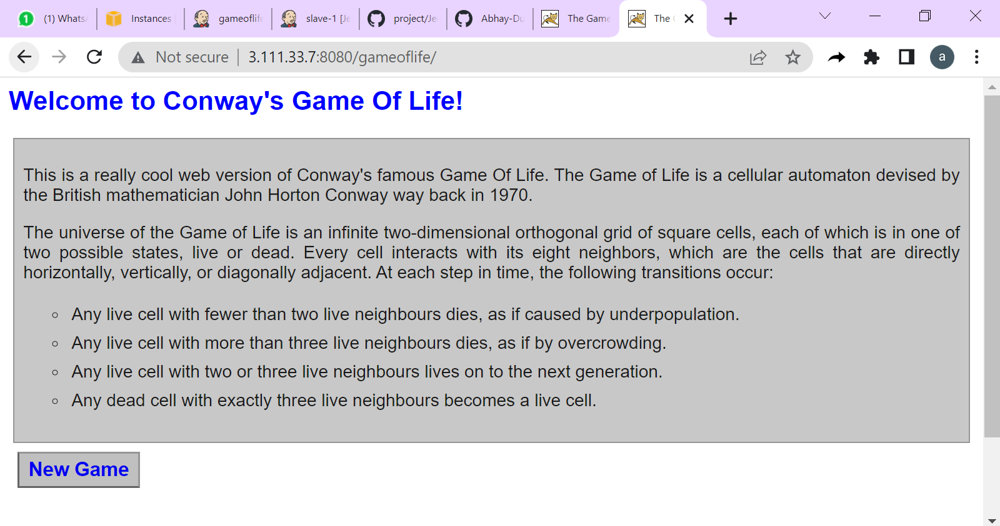 (1) Whats
Instances
gameoflife
slave-1 [Je
project/Je
Abhay-Du
The Game
The
Not secure
3.111.33.7:8080/gameoflife/
a
Welcome to Conway's Game Of Life!
This is a really cool web version of Conway's famous Game Of Life. The Game of Life is a cellular automaton devised by
the British mathematician John Horton Conway way back in 1970.
The universe of the Game of Life is an infinite two-dimensional orthogonal grid of square cells, each of which is in one of
two possible states, live or dead. Every cell interacts with its eight neighbors, which are the cells that are directly
horizontally, vertically, or diagonally adjacent. At each step in time, the following transitions occur:
Any live cell with fewer than two live neighbours dies, as if caused by underpopulation.
Any live cell with more than three live neighbours dies, as if by overcrowding.
Any live cell with two or three live neighbours lives on to the next generation.
Any dead cell with exactly three live neighbours becomes a live cell.
New Game